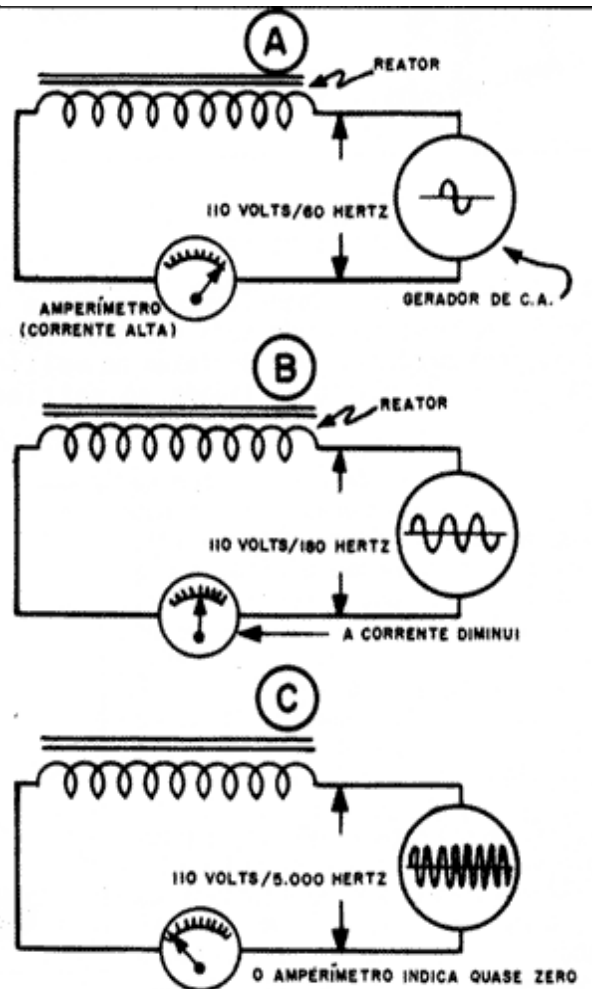 A
REATOR
110 VOLTS/60 HERTZ
GERADOR DE C.A.
AMPERÍMETRO
(CORRENTE ALTA)
B
REATOR
110 VOLTS/180 HERTZ
A CORRENTE DIMINUI
C
110 VOLTS/5.000 HERTZ
O AMPERÍMETRO INDICA QUASE ZERO